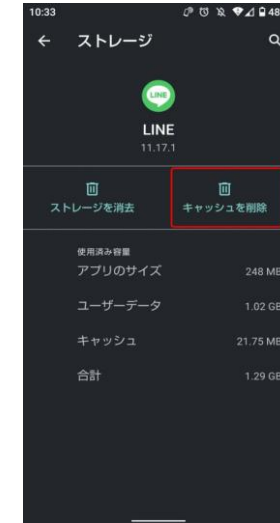 10:33
48
ストレージ
LINE
LINE
11.17.1
ストレージを消去
キャッシュを削除
使用済み容量
アプリのサイズ
248 MB
ユーザーデータ
1.02 GB
キャッシュ
21.75 MB
合計
1.29 GB